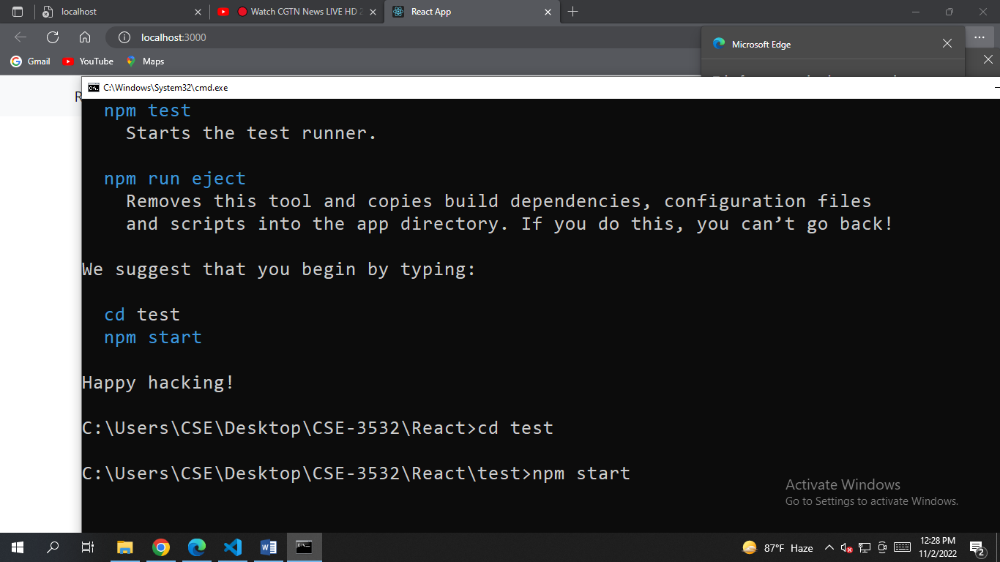 localhost
Watch CGTN News LIVE HD
React App
localhost:3000
Microsoft Edge
Gmail
YouTube
Maps
C:\Windows\System32\cmd.exe
npm test
Starts the test runner.
npm run eject
Removes this tool and copies build dependencies, configuration files
and scripts into the app directory. If you do this, you can’t go back!
We suggest that you begin by typing:
cd test
npm start
Happy hacking!
C:\Users\CSE\Desktop\CSE-3532\React>cd test
C:\Users\CSE\Desktop\CSE-3532\React\test>npm start
Activate Windows
Go to Settings to activate Windows.
87°F Haze
12:28 PM
11/2/2022
2